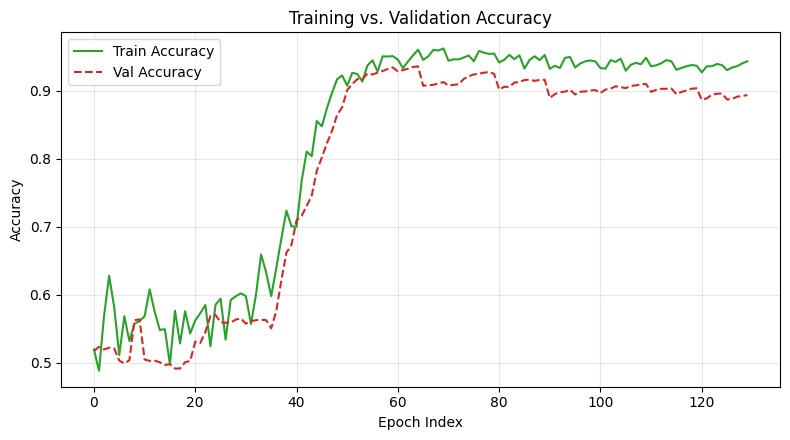 Training vs. Validation Accuracy
Train Accuracy
Val Accuracy
Accuracy
0.9
0.8
0.7
0.6
0.5
0 20 40 60 80 100 120
Epoch Index